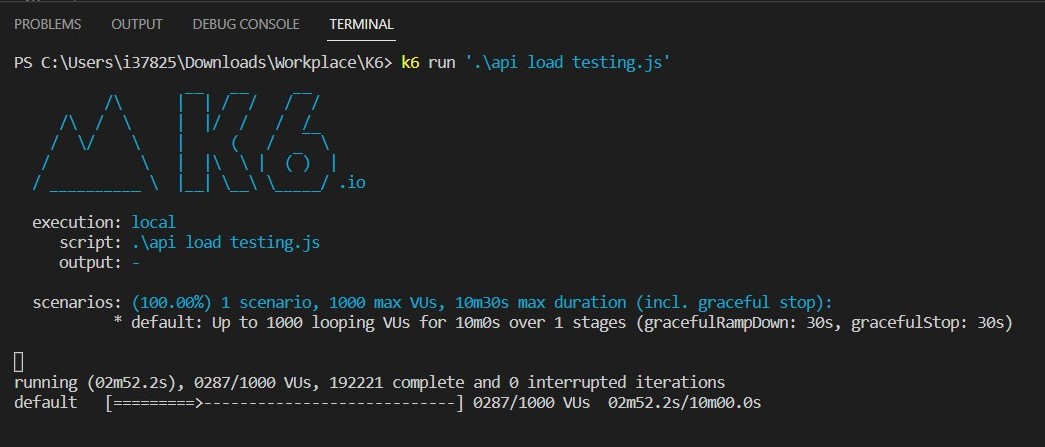 PROBLEMS OUTPUT DEBUG CONSOLE TERMINAL
PS C:\Users\i37825\Downloads\Workplace\K6> k6 run '.\api load testing.js'
K6
.io
execution: local
script: .\api load testing.js
output: -
scenarios: (100.00%) 1 scenario, 1000 max VUs, 10m30s max duration (incl. graceful stop):
* default: Up to 1000 looping VUs for 10m0s over 1 stages (gracefulRampDown: 30s, gracefulStop: 30s)
running (02m52.2s), 0287/1000 VUs, 192221 complete and 0 interrupted iterations
default [=========>----------------------------] 0287/1000 VUs 02m52.2s/10m00.0s